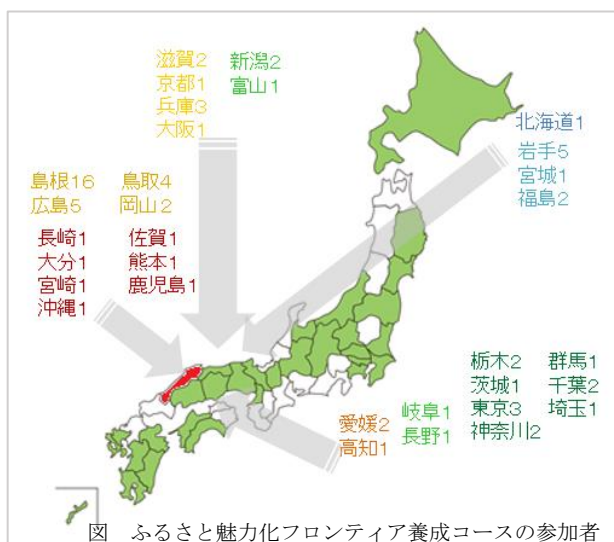 滋賀2 新潟2
京都1 富山1
兵庫3
大阪1
北海道1
岩手5
宮城1
福島2
島根16 鳥取4
広島5 岡山2
長崎1 佐賀1
大分1 熊本1
宮崎1 鹿児島1
沖縄1
栃木2 群馬1
茨城1 千葉2
東京3 埼玉1
神奈川2
愛媛2 岐阜1
高知1 長野1
図 ふるさと魅力化フロンティア養成コースの参加者